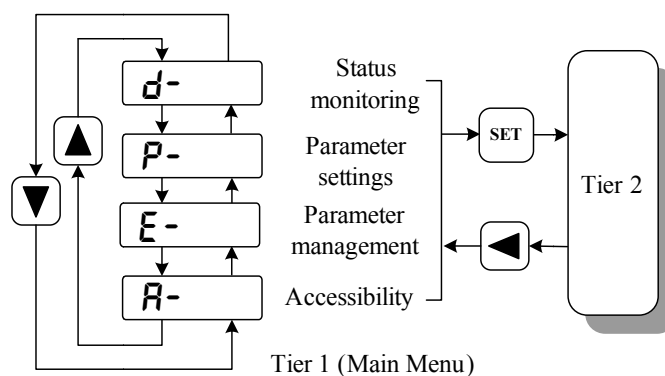 d-
Status
monitoring
SET
P-
Parameter
settings
Tier 2
E-
Parameter
management
A-
Accessibility
Tier 1 (Main Menu)